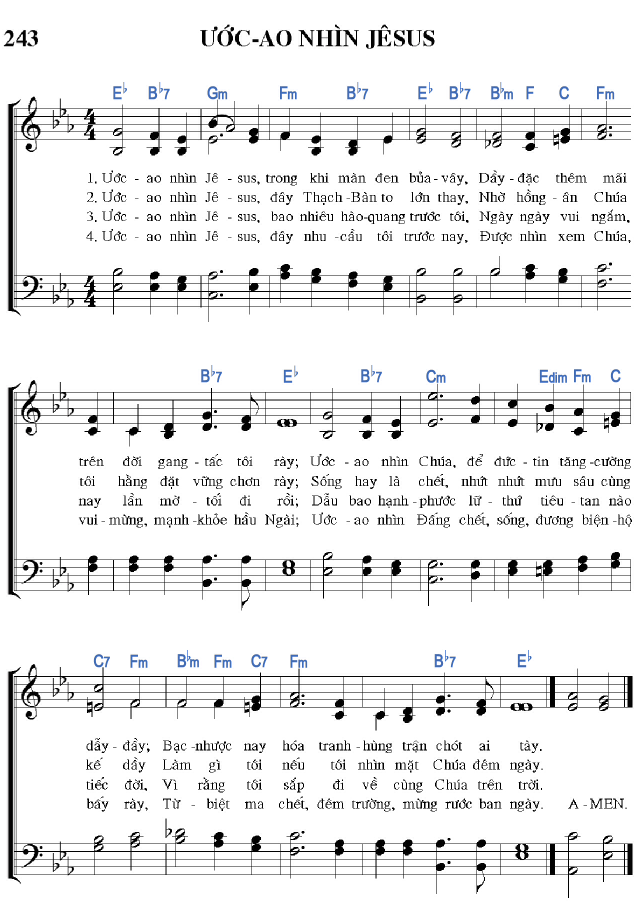 243 ƯỚC-AO NHÌN JÊSUS
E♭ B♭7 Gm Fm B♭7 E♭ B♭7 B♭m F C Fm
1. Ước - ao nhìn Jê - sus, trong khi màn đen bủa-vây, Dầy-đặc thêm mãi
2. Ước - ao nhìn Jê - sus, đây Thạch-Bàn to lớn thay, Nhờ hồng-ân Chúa
3. Ước - ao nhìn Jê - sus, bao nhiêu hào-quang trước tôi, Ngày ngày vui ngắm,
4. Ước - ao nhìn Jê - sus, đây nhu-cầu tôi trước nay, Được nhìn xem Chúa,
B♭7 E♭ B♭7 Cm Edim Fm C
trên đời gang-tấc tôi rày; Ước - ao nhìn Chúa, để đức-tin tăng-cường
tôi hằng đặt vững chơn rày; Sống hay là chết, nhứt nhứt mưu sâu cùng
nay lần mờ-tối đi rồi; Dẫu bao hạnh-phước lữ-thứ tiêu-tan nào
vui-mừng, mạnh-khỏe hầu Ngài; Ước - ao nhìn Đấng chết, sống, đương biện-hộ
C7 Fm B♭m Fm C7 Fm B♭7 E♭
dẫy-đầy; Bạc-nhược nay hóa tranh-hùng trận chót ai tày.
kế dầy Làm gì tôi nếu tôi nhìn mặt Chúa đêm ngày.
tiếc đời, Vì rằng tôi sắp đi về cùng Chúa trên trời.
bấy rày, Từ-biệt ma chết, đêm trường, mừng rước ban ngày. A-MEN.